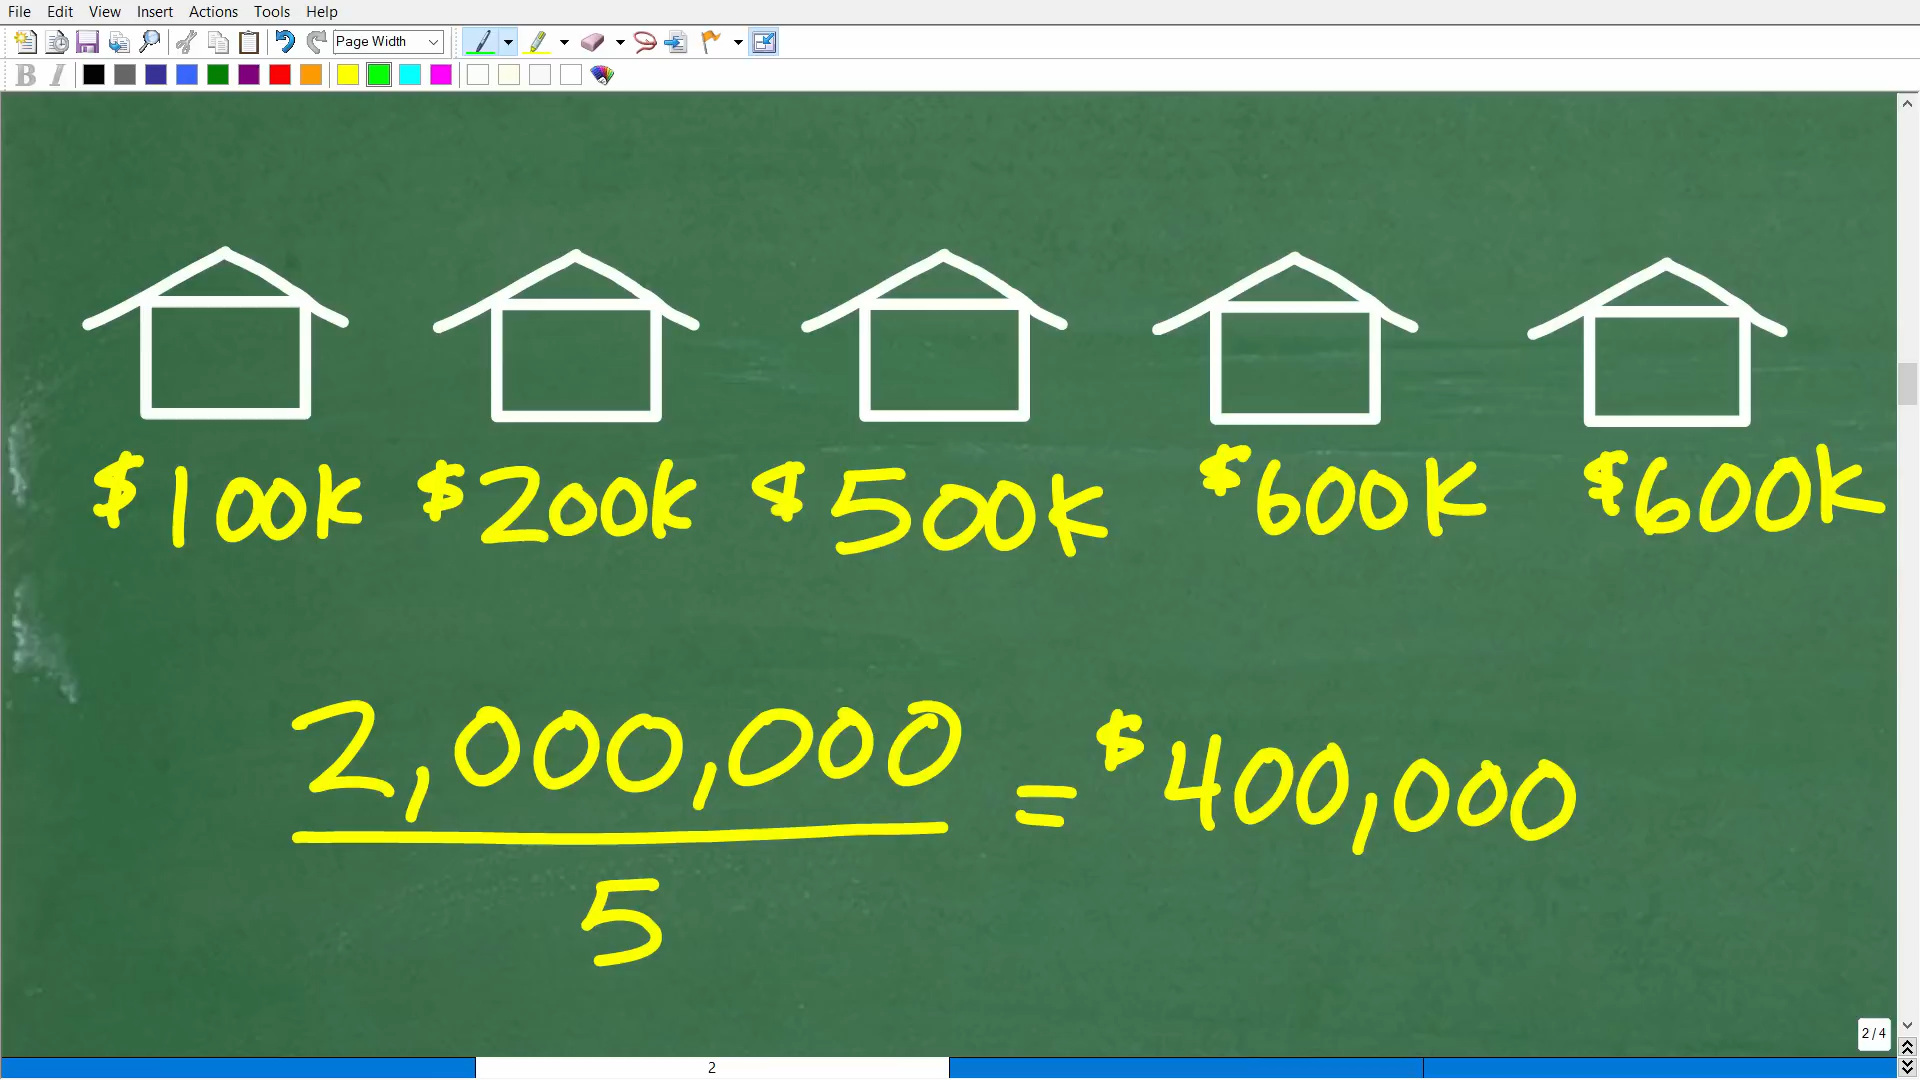 File Edit View Insert Actions Tools Help
Page Width
B I
$100K $200K $500K $600K $600K
2,000,000
= $400,000
5
2 / 4
2